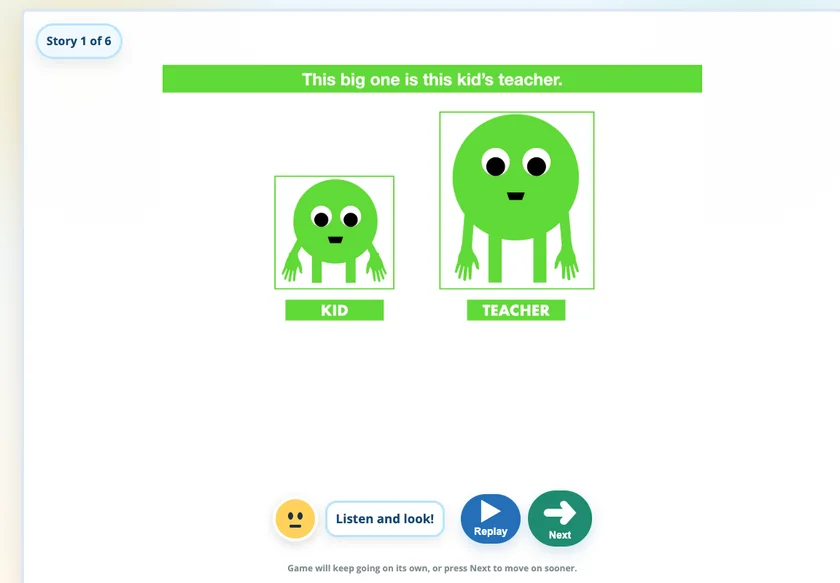 Story 1 of 6
This big one is this kid’s teacher.
KID
TEACHER
Listen and look!
Replay
Next
Game will keep going on its own, or press Next to move on sooner.